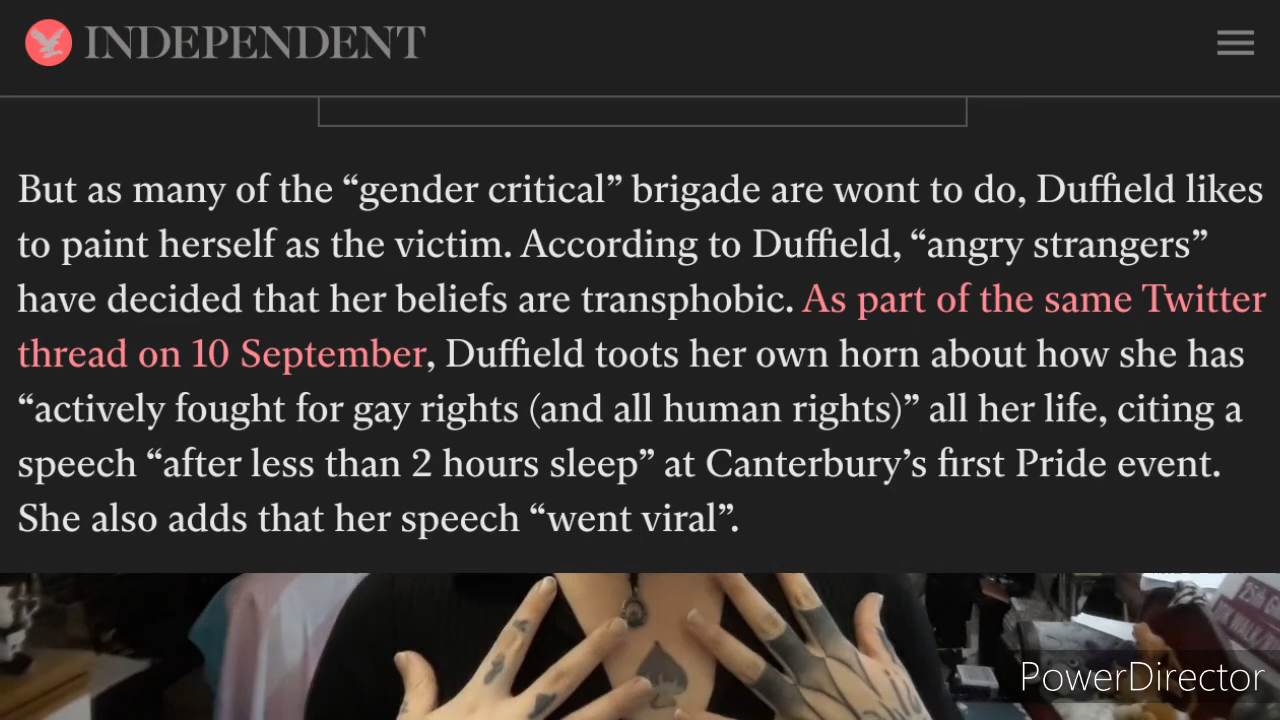 INDEPENDENT
But as many of the “gender critical” brigade are wont to do, Duffield likes
to paint herself as the victim. According to Duffield, “angry strangers”
have decided that her beliefs are transphobic. As part of the same Twitter
thread on 10 September, Duffield toots her own horn about how she has
“actively fought for gay rights (and all human rights)” all her life, citing a
speech “after less than 2 hours sleep” at Canterbury’s first Pride event.
She also adds that her speech “went viral”.
PowerDirector